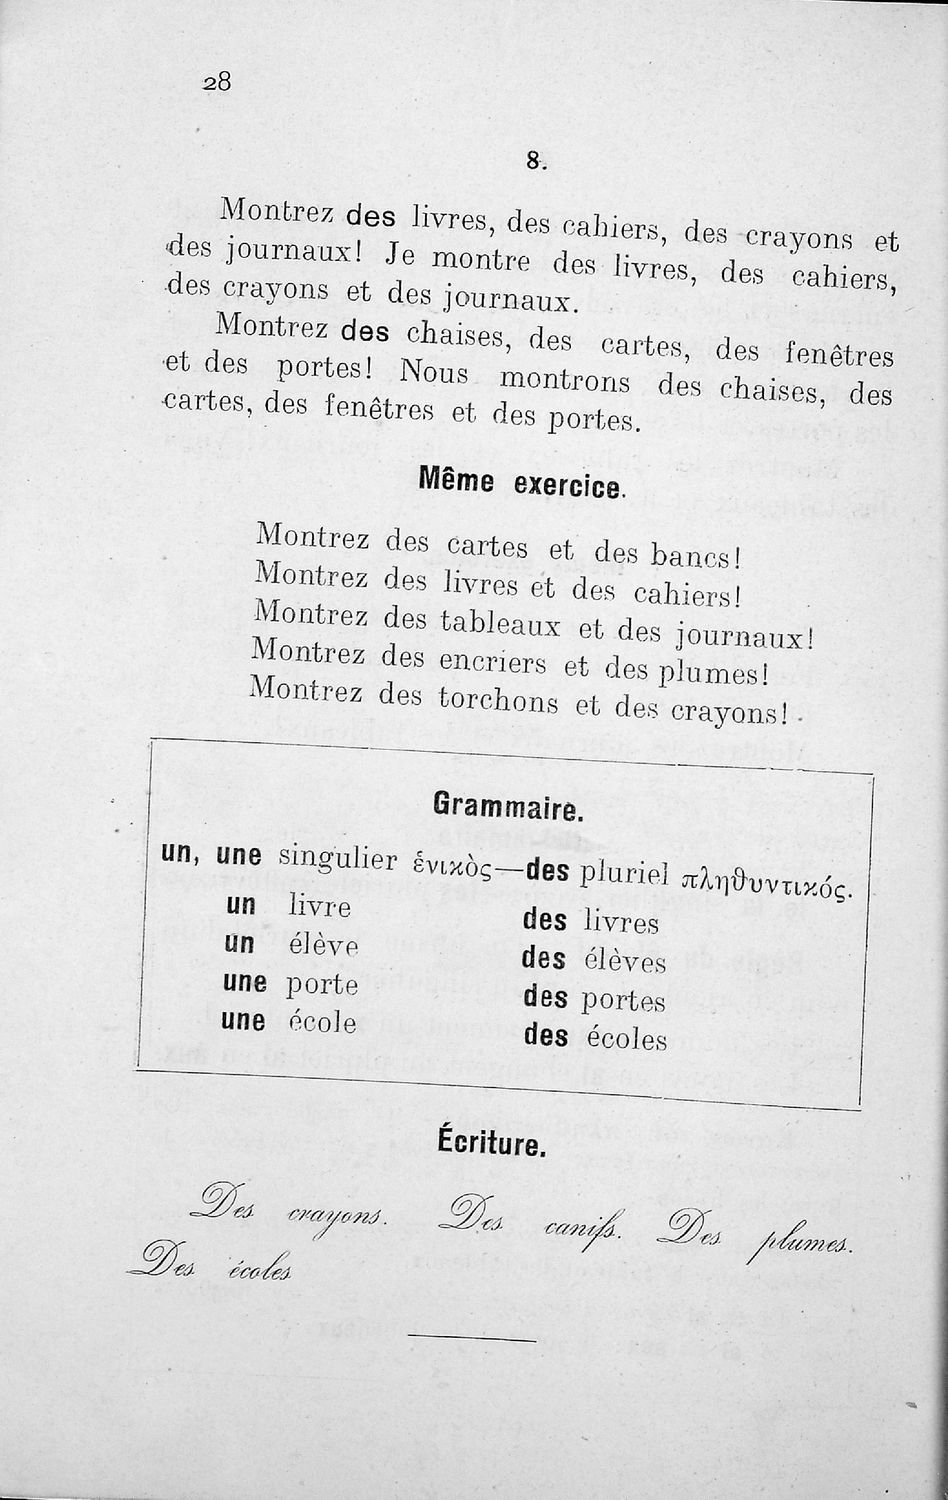 28
8.
Montrez des livres, des cahiers, des crayons et
des journaux! Je montre des livres, des cahiers,
des crayons et des journaux.
Montrez des chaises, des cartes, des fenêtres
et des portes! Nous montrons des chaises, des
cartes, des fenêtres et des portes.
Même exercice.
Montrez des cartes et des bancs!
Montrez des livres et des cahiers!
Montrez des tableaux et des journaux!
Montrez des encriers et des plumes!
Montrez des torchons et des crayons!
Grammaire.
un, une singulier ἑνικὸς—des pluriel πληθυντικός.
un livre des livres
un élève des élèves
une porte des portes
une école des écoles
Écriture.
Des crayons. Des canifs. Des plumes.
Des écoles